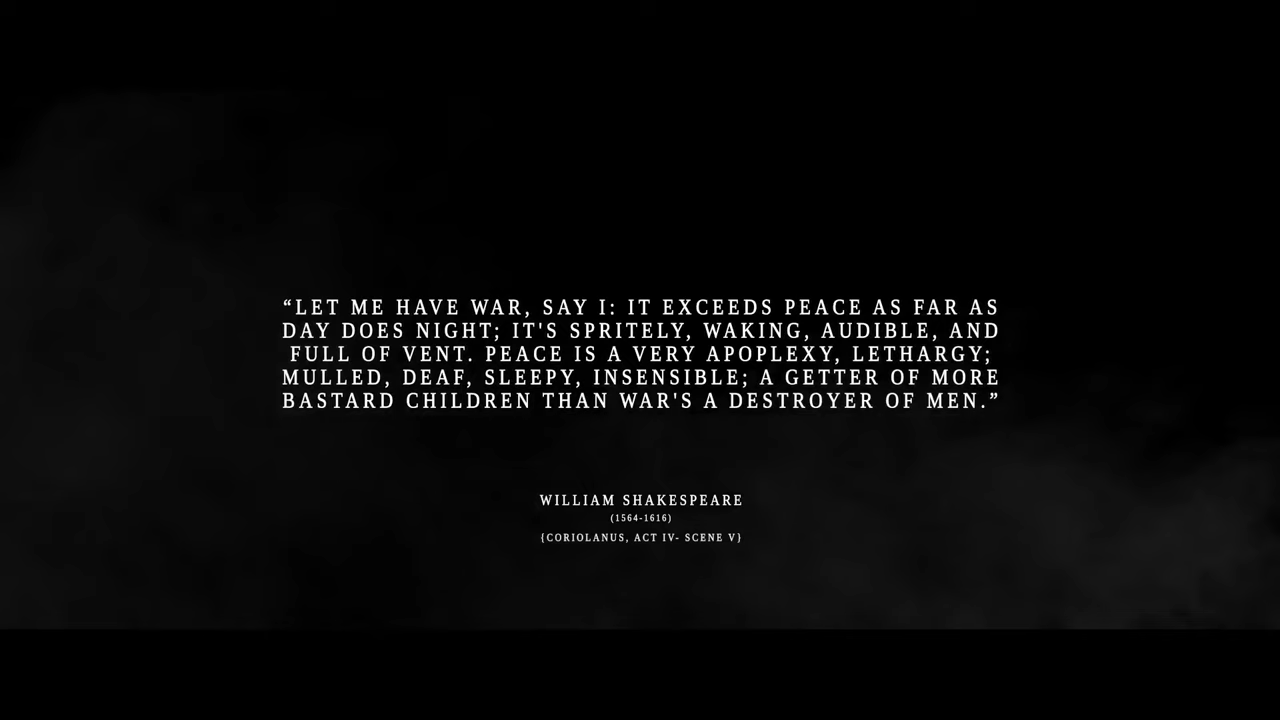 “LET ME HAVE WAR, SAY I: IT EXCEEDS PEACE AS FAR AS
DAY DOES NIGHT; IT'S SPRITELY, WAKING, AUDIBLE, AND
FULL OF VENT. PEACE IS A VERY APOPLEXY, LETHARGY;
MULLED, DEAF, SLEEPY, INSENSIBLE; A GETTER OF MORE
BASTARD CHILDREN THAN WAR'S A DESTROYER OF MEN.”
WILLIAM SHAKESPEARE
(1564-1616)
{CORIOLANUS, ACT IV- SCENE V}